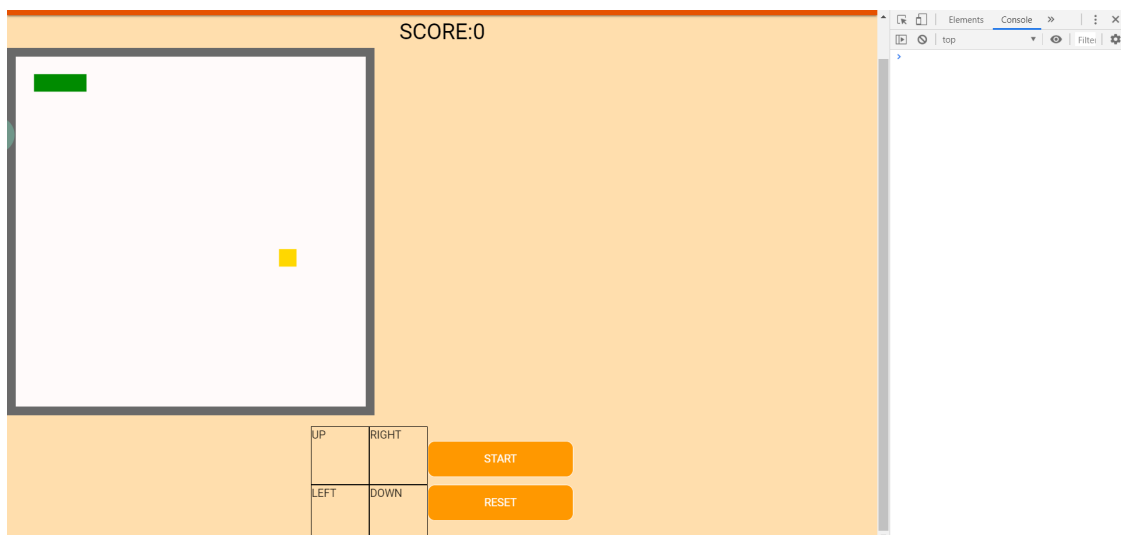 SCORE:0
Elements Console »
top Filter
UP RIGHT
START
LEFT DOWN
RESET